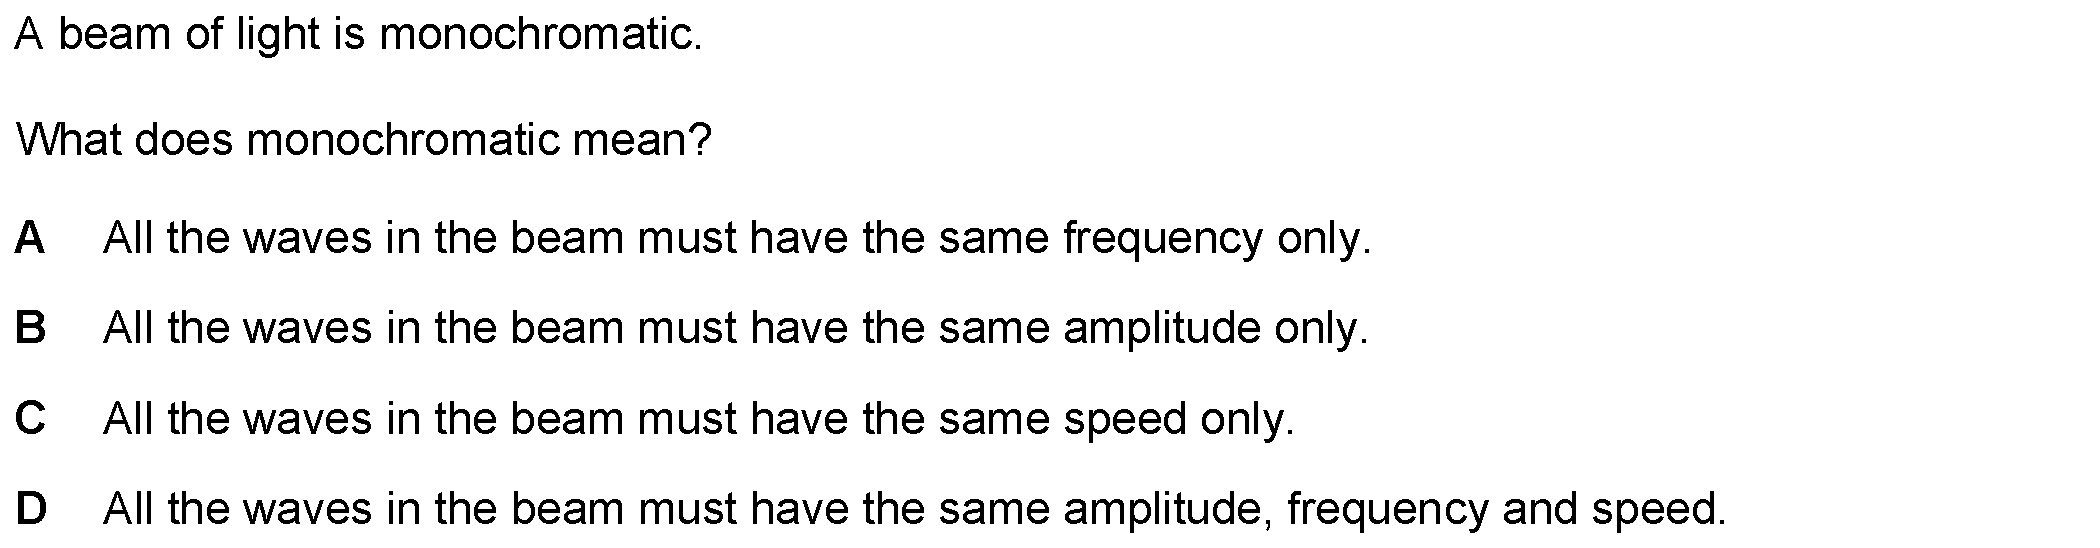 A beam of light is monochromatic.
What does monochromatic mean?
A All the waves in the beam must have the same frequency only.
B All the waves in the beam must have the same amplitude only.
C All the waves in the beam must have the same speed only.
D All the waves in the beam must have the same amplitude, frequency and speed.